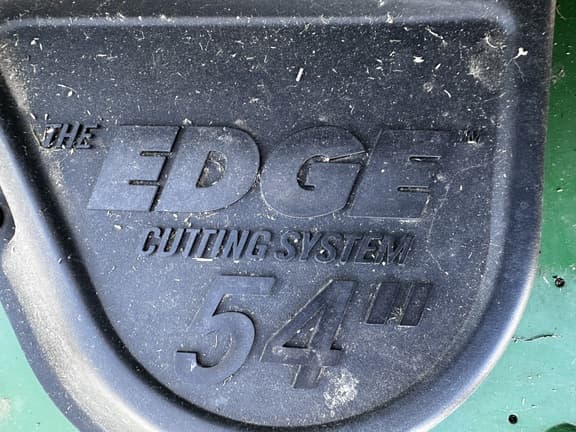 THE EDGE™
CUTTING SYSTEM
54"